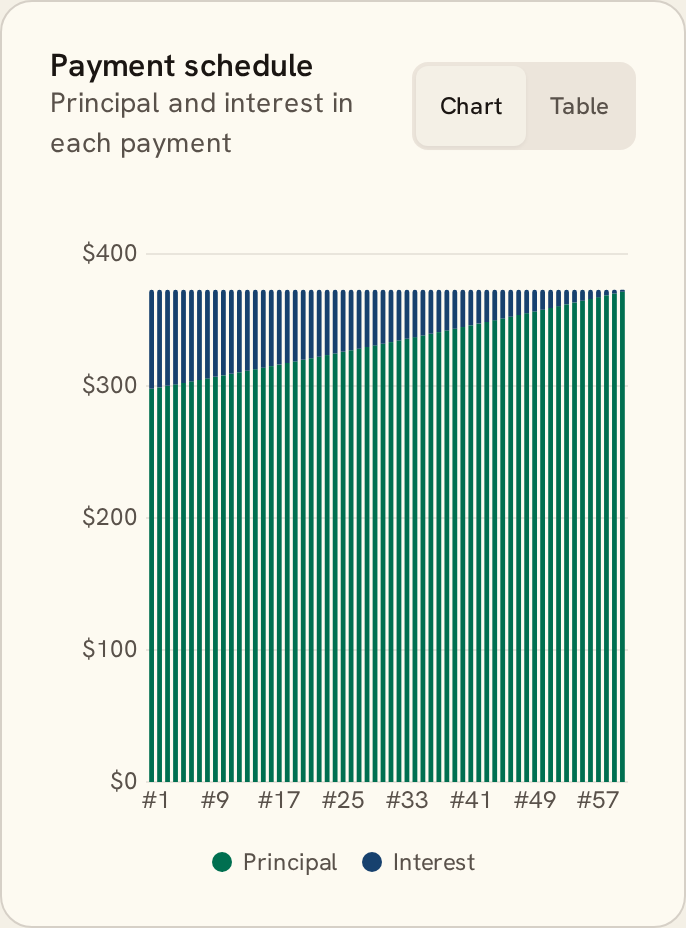 Payment schedule
Principal and interest in
each payment
Chart
Table
$400
$300
$200
$100
$0
#1 #9 #17 #25 #33 #41 #49 #57
Principal Interest